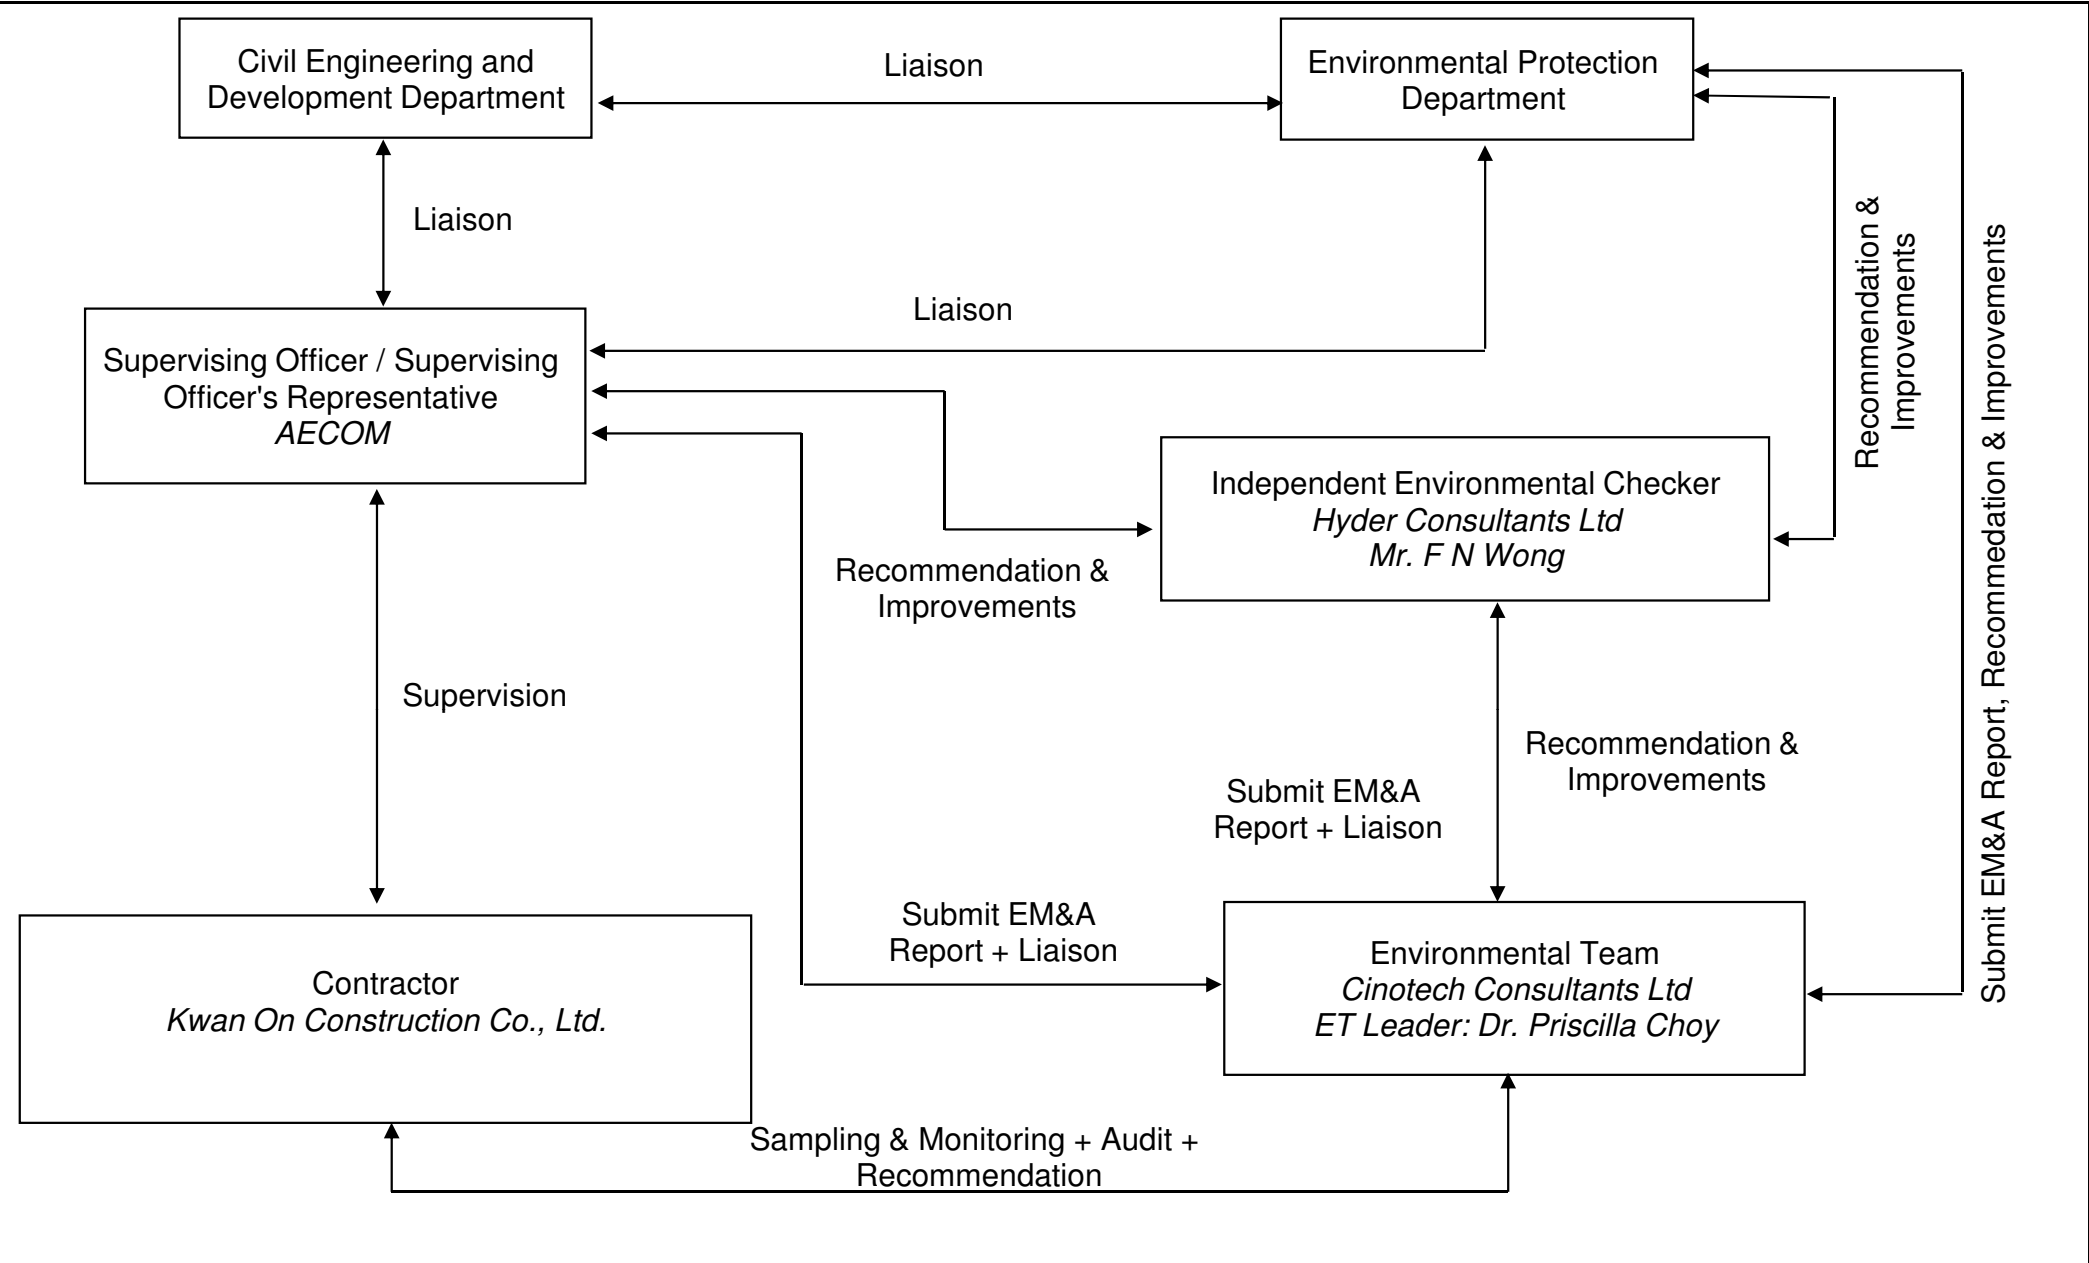 Civil Engineering and
Development Department
Liaison
Environmental Protection
Department
Liaison
Liaison
Recommendation &
Improvements
Submit EM&A Report, Recommedation & Improvements
Supervising Officer / Supervising
Officer's Representative
AECOM
Independent Environmental Checker
Hyder Consultants Ltd
Mr. F N Wong
Recommendation &
Improvements
Supervision
Recommendation &
Improvements
Submit EM&A
Report + Liaison
Submit EM&A
Report + Liaison
Contractor
Kwan On Construction Co., Ltd.
Environmental Team
Cinotech Consultants Ltd
ET Leader: Dr. Priscilla Choy
Sampling & Monitoring + Audit +
Recommendation